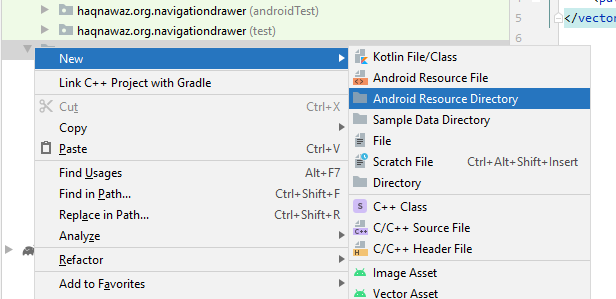 haqnawaz.org.navigationdrawer (androidTest)
haqnawaz.org.navigationdrawer (test)
5
</vector
New
Link C++ Project with Gradle
Cut Ctrl+X
Copy
Paste Ctrl+V
Find Usages Alt+F7
Find in Path... Ctrl+Shift+F
Replace in Path... Ctrl+Shift+R
Analyze
Refactor
Add to Favorites
Kotlin File/Class
Android Resource File
Android Resource Directory
Sample Data Directory
File
Scratch File Ctrl+Alt+Shift+Insert
Directory
S C++ Class
C++ C/C++ Source File
H C/C++ Header File
Image Asset
Vector Asset